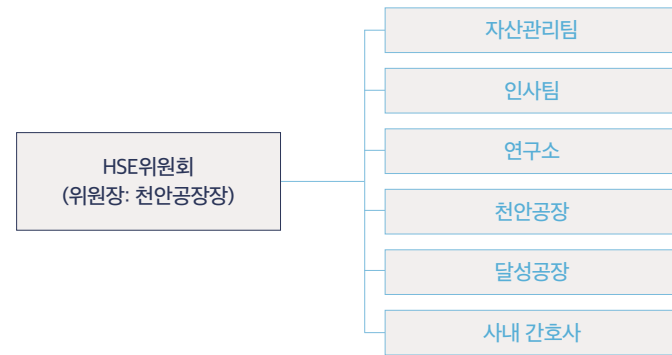 자산관리팀
인사팀
연구소
HSE위원회
(위원장: 천안공장장)
천안공장
달성공장
사내 간호사